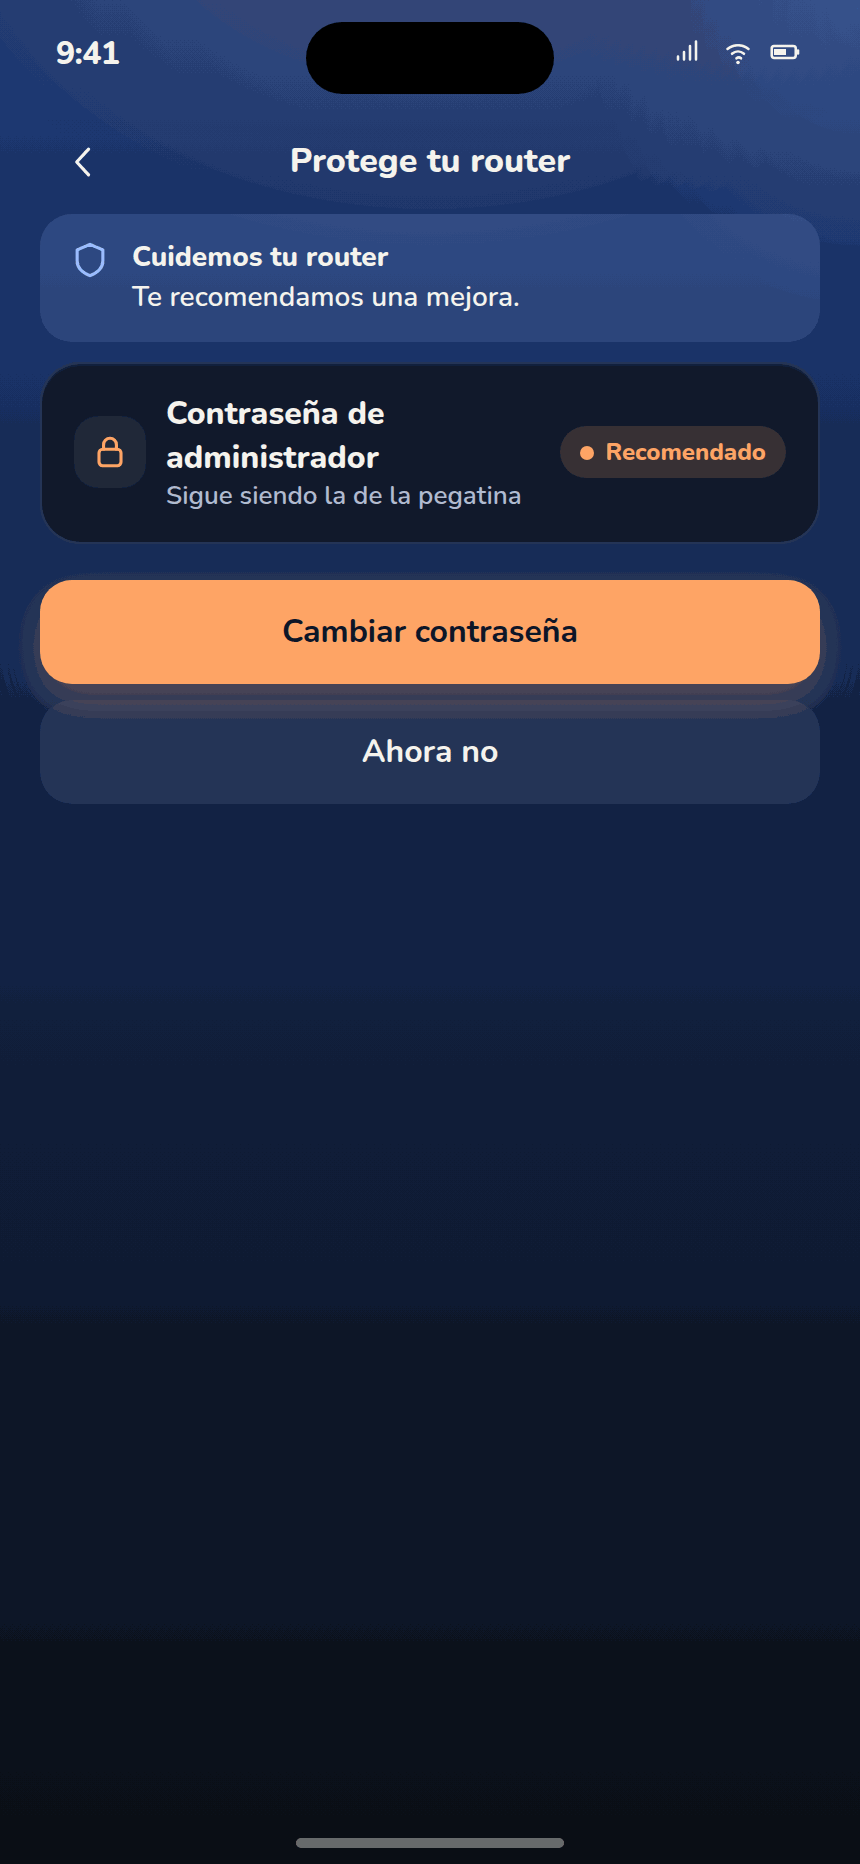 9:41
Protege tu router
Cuidemos tu router
Te recomendamos una mejora.
Contraseña de
administrador
Sigue siendo la de la pegatina
Recomendado
Cambiar contraseña
Ahora no